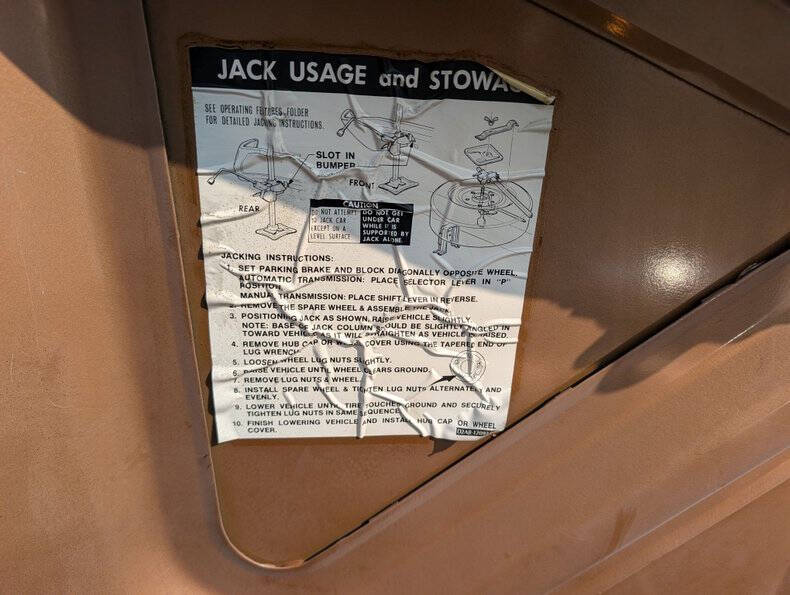 JACK USAGE and STOWAG
SEE OPERATING FEATURES FOLDER
FOR DETAILED JACKING INSTRUCTIONS.
SLOT IN
BUMPER
FRONT
REAR
CAUTION
DO NOT ATTEMPT
TO JACK CAR
EXCEPT ON A
LEVEL SURFACE
DO NOT GET
UNDER CAR
WHILE IT IS
SUPPORTED BY
JACK ALONE.
JACKING INSTRUCTIONS:
1. SET PARKING BRAKE AND BLOCK DIAGONALLY OPPOSITE WHEEL,
AUTOMATIC TRANSMISSION: PLACE SELECTOR LEVER IN "P"
POSITION
MANUAL TRANSMISSION: PLACE SHIFT LEVER IN REVERSE.
2. REMOVE THE SPARE WHEEL & ASSEMBLE THE JACK.
3. POSITIONING JACK AS SHOWN, RAISE VEHICLE SLIGHTLY.
NOTE: BASE OF JACK COLUMN SHOULD BE SLIGHTLY ANGLED IN
TOWARD VEHICLE AS IT WILL STRAIGHTEN AS VEHICLE IS RAISED.
4. REMOVE HUB CAP OR WHEEL COVER USING THE TAPERED END OF
LUG WRENCH
5. LOOSEN WHEEL LUG NUTS SLIGHTLY.
6. RAISE VEHICLE UNTIL WHEEL CLEARS GROUND.
7. REMOVE LUG NUTS & WHEEL.
8. INSTALL SPARE WHEEL & TIGHTEN LUG NUTS ALTERNATELY AND
EVENLY.
9. LOWER VEHICLE UNTIL TIRE TOUCHES GROUND AND SECURELY
TIGHTEN LUG NUTS IN SAME SEQUENCE.
10. FINISH LOWERING VEHICLE AND INSTALL HUB CAP OR WHEEL
COVER.